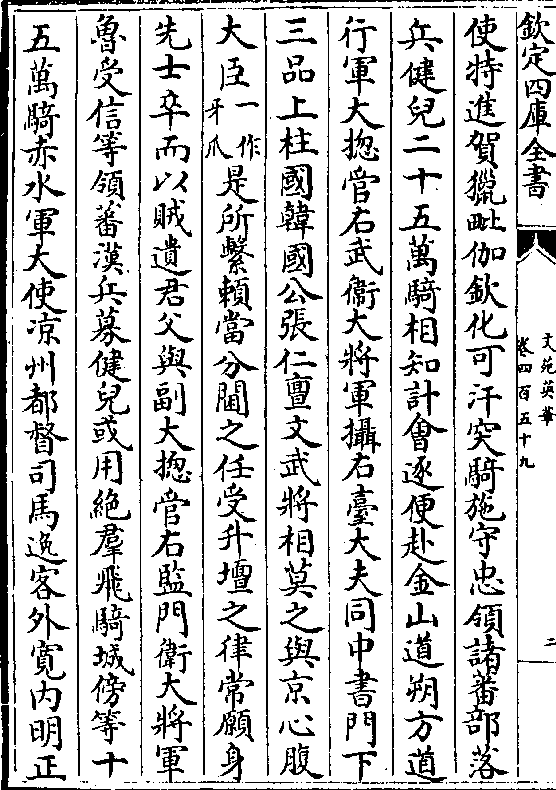 欽定四庫全書
文苑英華
卷四百五十九
二
使特進賀獵毗伽欽化可汗突騎施守忠領諸蕃部落
兵健兒二十五萬騎相知計會逐便赴金山道朔方道
行軍大揔管右武衞大將軍攝右臺大夫同中書門下
三品上柱國韓國公張仁亶文武將相莫之與京心腹
大臣一作牙爪是所繫賴當分閫之任受升壇之律常願身
先士卒而以賊遺君父與副大揔管右監門衛大將軍
魯受信等領蕃漢兵募健兒或用絶羣飛騎城傍等十
五萬騎赤水軍大使凉州都督司馬逸客外寛内明正